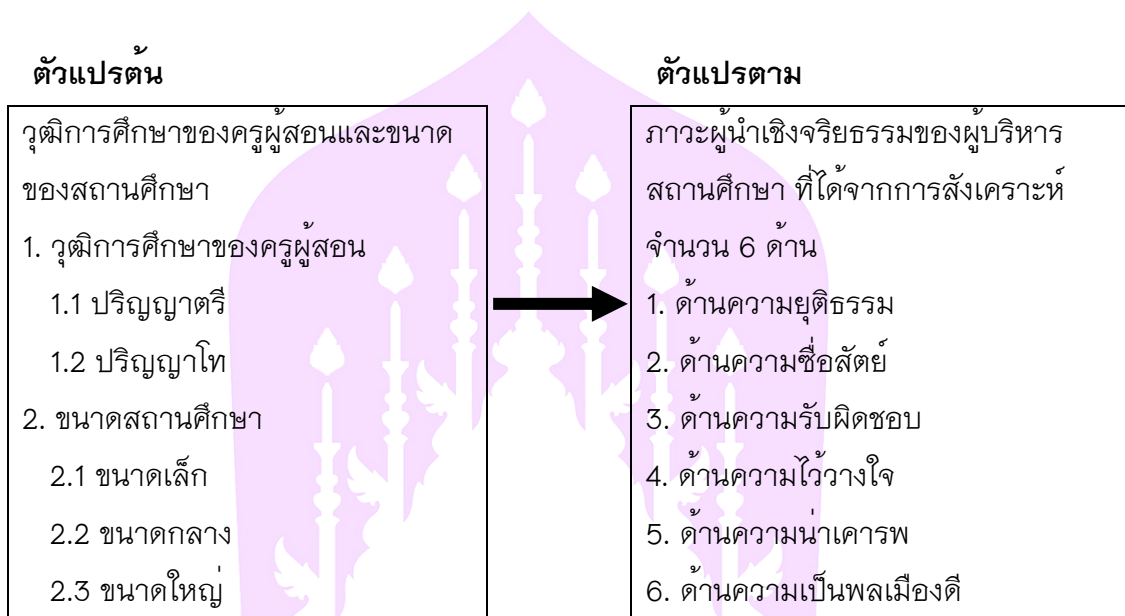 ตัวแปรต้น
วุฒิการศึกษาของครูผู้สอนและขนาด
ของสถานศึกษา
1. วุฒิการศึกษาของครูผู้สอน
1.1 ปริญญาตรี
1.2 ปริญญาโท
2. ขนาดสถานศึกษา
2.1 ขนาดเล็ก
2.2 ขนาดกลาง
2.3 ขนาดใหญ่
ตัวแปรตาม
ภาวะผู้นำเชิงจริยธรรมของผู้บริหาร
สถานศึกษา ที่ได้จากการสังเคราะห์
จำนวน 6 ด้าน
1. ด้านความยุติธรรม
2. ด้านความซื่อสัตย์
3. ด้านความรับผิดชอบ
4. ด้านความไว้วางใจ
5. ด้านความน่าเคารพ
6. ด้านความเป็นพลเมืองดี